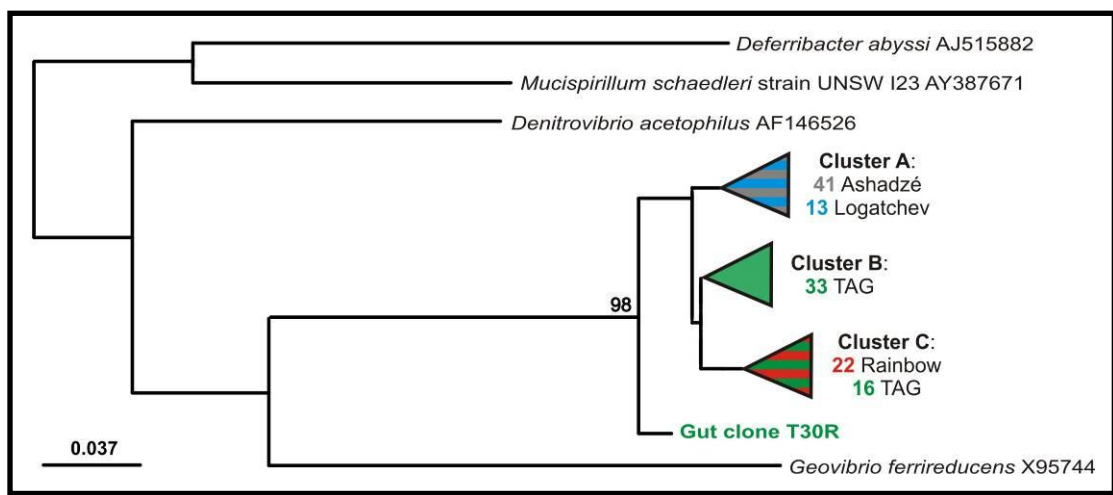 Deferribacter abyssi AJ515882
Mucispirillum schaedleri strain UNSW I23 AY387671
Denitrovibrio acetophilus AF146526
Cluster A:
41 Ashadzé
13 Logatchev
Cluster B:
33 TAG
98
Cluster C:
22 Rainbow
16 TAG
Gut clone T30R
0.037
Geovibrio ferrireducens X95744